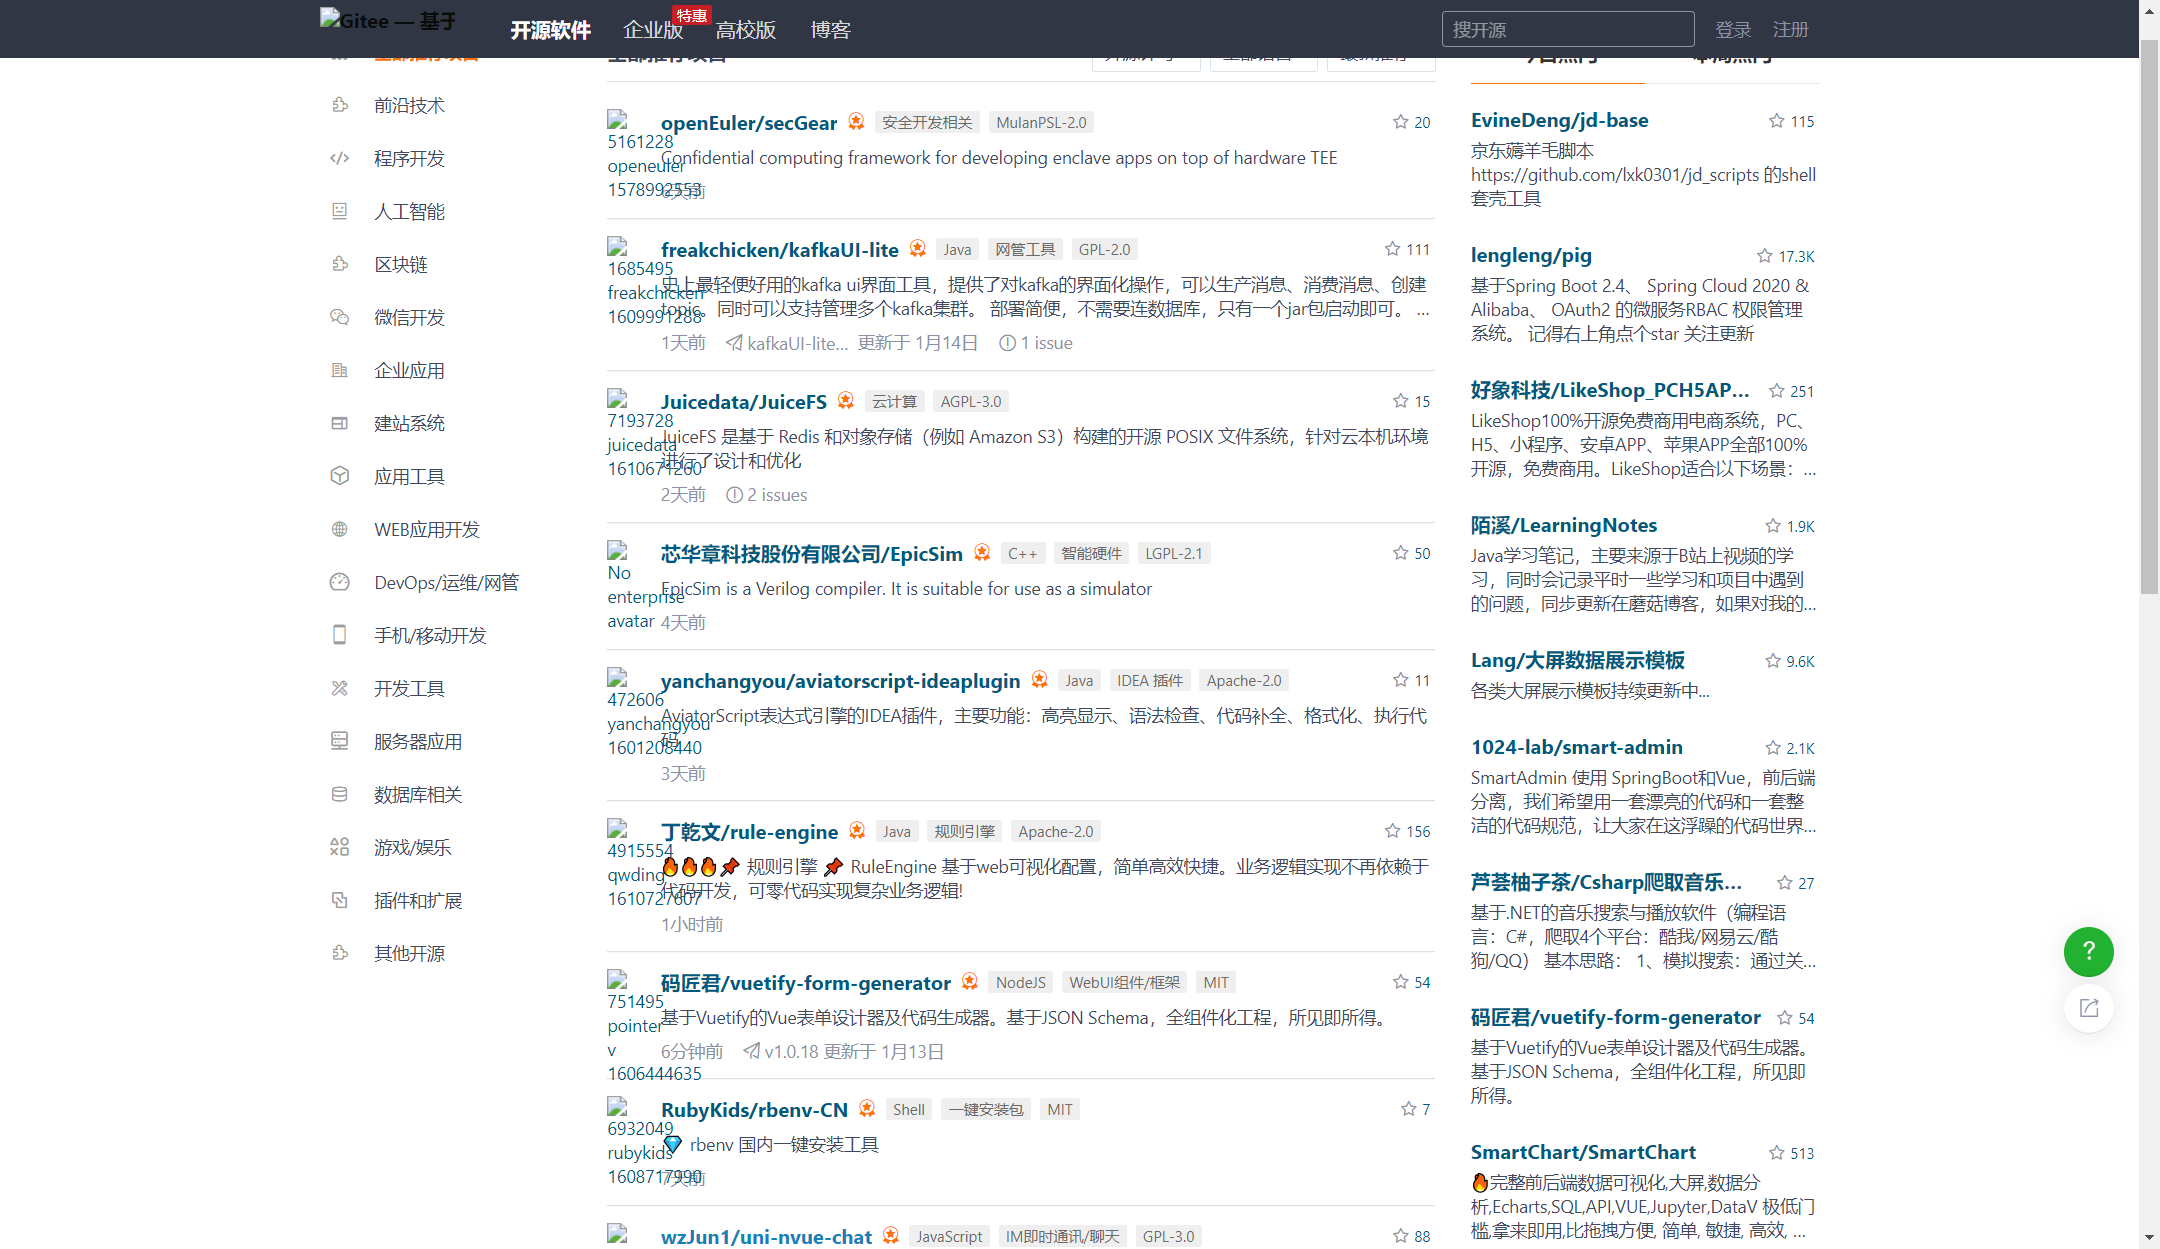 Gitee — 基于
开源软件
企业版
特惠
高校版
博客
搜开源
登录
注册
前沿技术
程序开发
人工智能
区块链
微信开发
企业应用
建站系统
应用工具
WEB应用开发
DevOps/运维/网管
手机/移动开发
开发工具
服务器应用
数据库相关
游戏/娱乐
插件和扩展
其他开源
5161228
openeuler
1578992553
openEuler/secGear 安全开发相关 MulanPSL-2.0 20
Confidential computing framework for developing enclave apps on top of hardware TEE
1685495
freakchicken
1609991288
freakchicken/kafkaUI-lite Java 网管工具 GPL-2.0 111
史上最轻便好用的kafka ui界面工具，提供了对kafka的界面化操作，可以生产消息、消费消息、创建
topic。同时可以支持管理多个kafka集群。 部署简便，不需要连数据库，只有一个jar包启动即可。 ...
1天前 kafkaUI-lite... 更新于 1月14日 1 issue
7193728
juicedata
1610671260
Juicedata/JuiceFS 云计算 AGPL-3.0 15
JuiceFS 是基于 Redis 和对象存储（例如 Amazon S3）构建的开源 POSIX 文件系统，针对云本机环境
进行了设计和优化
2天前 2 issues
No
enterprise
avatar
芯华章科技股份有限公司/EpicSim C++ 智能硬件 LGPL-2.1 50
EpicSim is a Verilog compiler. It is suitable for use as a simulator
4天前
472606
yanchangyou
1601208440
yanchangyou/aviatorscript-ideaplugin Java IDEA 插件 Apache-2.0 11
AviatorScript表达式引擎的IDEA插件，主要功能：高亮显示、语法检查、代码补全、格式化、执行代
码
3天前
4915554
qwding
1610727607
丁乾文/rule-engine Java 规则引擎 Apache-2.0 156
🔥🔥🔥📌 规则引擎 📌 RuleEngine 基于web可视化配置，简单高效快捷。业务逻辑实现不再依赖于
代码开发，可零代码实现复杂业务逻辑!
1小时前
751495
pointer
v
1606444635
码匠君/vuetify-form-generator NodeJS WebUI组件/框架 MIT 54
基于Vuetify的Vue表单设计器及代码生成器。基于JSON Schema，全组件化工程，所见即所得。
6分钟前 v1.0.18 更新于 1月13日
6932049
rubykids
1608717990
RubyKids/rbenv-CN Shell 一键安装包 MIT 7
💎 rbenv 国内一键安装工具
7天前
wzJun1/uni-nvue-chat JavaScript IM即时通讯/聊天 GPL-3.0 88
EvineDeng/jd-base 115
京东薅羊毛脚本
https://github.com/lxk0301/jd_scripts 的shell
套壳工具
lengleng/pig 17.3K
基于Spring Boot 2.4、 Spring Cloud 2020 &
Alibaba、 OAuth2 的微服务RBAC 权限管理
系统。 记得右上角点个star 关注更新
好象科技/LikeShop_PCH5AP... 251
LikeShop100%开源免费商用电商系统，PC、
H5、小程序、安卓APP、苹果APP全部100%
开源，免费商用。LikeShop适合以下场景：...
陌溪/LearningNotes 1.9K
Java学习笔记，主要来源于B站上视频的学
习，同时会记录平时一些学习和项目中遇到
的问题，同步更新在蘑菇博客，如果对我的...
Lang/大屏数据展示模板 9.6K
各类大屏展示模板持续更新中...
1024-lab/smart-admin 2.1K
SmartAdmin 使用 SpringBoot和Vue，前后端
分离，我们希望用一套漂亮的代码和一套整
洁的代码规范，让大家在这浮躁的代码世界...
芦荟柚子茶/Csharp爬取音乐... 27
基于.NET的音乐搜索与播放软件（编程语
言：C#，爬取4个平台：酷我/网易云/酷
狗/QQ） 基本思路： 1、模拟搜索：通过关...
码匠君/vuetify-form-generator 54
基于Vuetify的Vue表单设计器及代码生成器。
基于JSON Schema，全组件化工程，所见即
所得。
SmartChart/SmartChart 513
🔥完整前后端数据可视化,大屏,数据分
析,Echarts,SQL,API,VUE,Jupyter,DataV 极低门
槛,拿来即用,比拖拽方便, 简单, 敏捷, 高效, ...
?